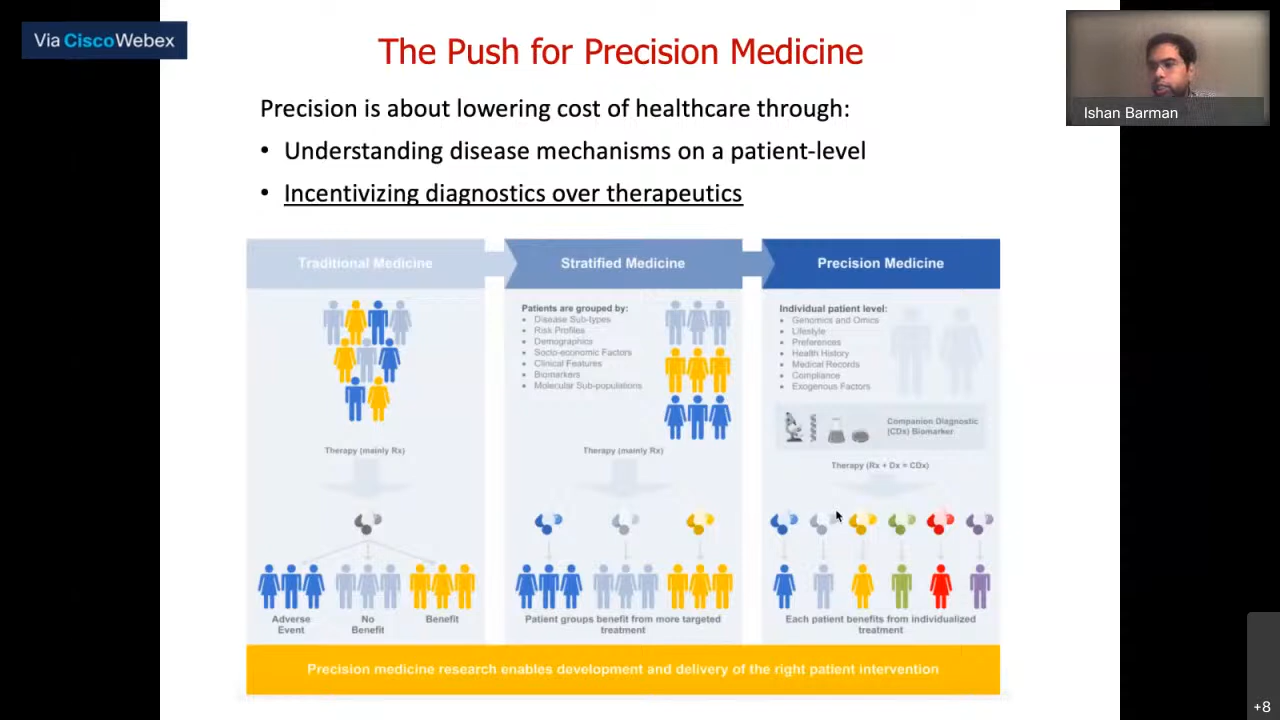 Via Cisco Webex
The Push for Precision Medicine
Ishan Barman
Precision is about lowering cost of healthcare through:
• Understanding disease mechanisms on a patient-level
• Incentivizing diagnostics over therapeutics
Traditional Medicine
Therapy (mainly Rx)
Adverse
Event
No
Benefit
Benefit
Stratified Medicine
Patients are grouped by:
• Disease Sub-types
• Risk Profiles
• Demographics
• Socio-economic Factors
• Clinical Features
• Biomarkers
• Molecular Sub-populations
Therapy (mainly Rx)
Patient groups benefit from more targeted
treatment
Precision Medicine
Individual patient level:
• Genomics and Omics
• Lifestyle
• Preferences
• Health History
• Medical Records
• Compliance
• Exogenous Factors
Companion Diagnostic
(CDx) Biomarker
Therapy (Rx + Dx = CDx)
Each patient benefits from individualized
treatment
Precision medicine research enables development and delivery of the right patient intervention
+8